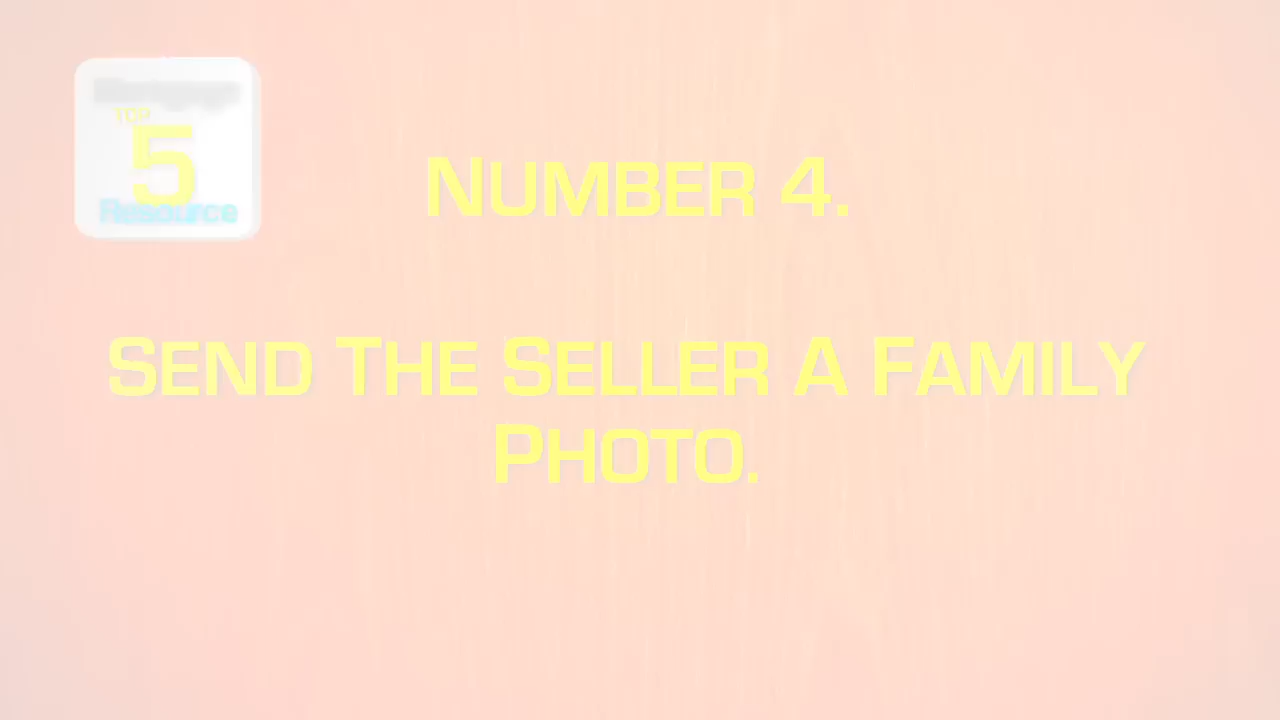 TOP
5
Resource
NUMBER 4.
SEND THE SELLER A FAMILY
PHOTO.